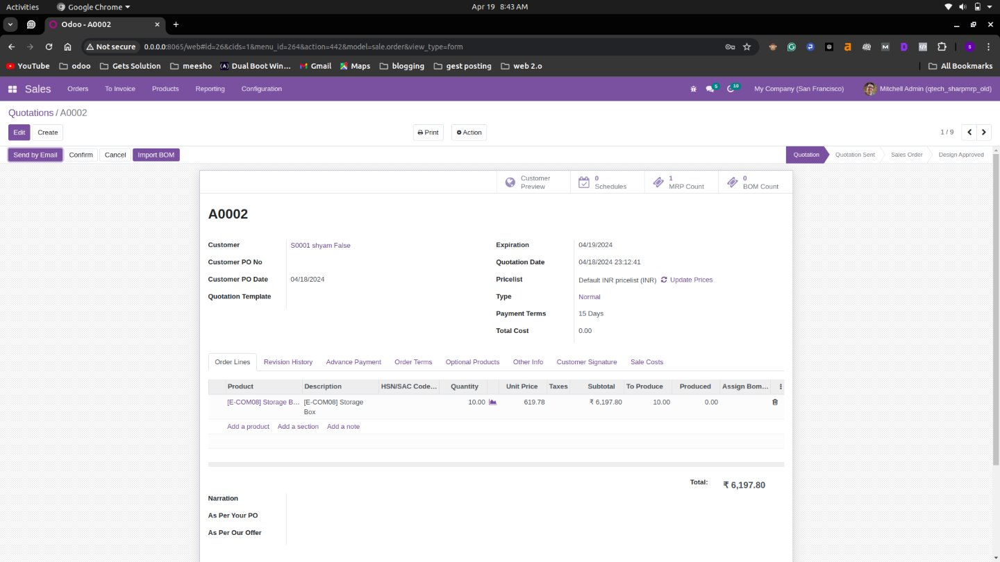 Activities Google Chrome Apr 19 8:43 AM
Odoo - A0002
Not secure 0.0.0.0:8065/web#id=26&cids=1&menu_id=264&action=442&model=sale.order&view_type=form
YouTube odoo Gets Solution meesho Dual Boot Win... Gmail Maps blogging gest posting web 2.o All Bookmarks
Sales Orders To Invoice Products Reporting Configuration 5 10 My Company (San Francisco) Mitchell Admin (qtech_sharpmrp_old)
Quotations / A0002
Edit Create Print Action 1 / 9
Send by Email Confirm Cancel Import BOM Quotation Quotation Sent Sales Order Design Approved
Customer Preview 0 Schedules 1 MRP Count 0 BOM Count
A0002
Customer S0001 shyam False Expiration 04/19/2024
Customer PO No Quotation Date 04/18/2024 23:12:41
Customer PO Date 04/18/2024 Pricelist Default INR pricelist (INR) Update Prices
Quotation Template Type Normal
Payment Terms 15 Days
Total Cost 0.00
Order Lines Revision History Advance Payment Order Terms Optional Products Other Info Customer Signature Sale Costs
Product Description HSN/SAC Code... Quantity Unit Price Taxes Subtotal To Produce Produced Assign Bom...
[E-COM08] Storage B... [E-COM08] Storage 10.00 619.78 ₹ 6,197.80 10.00 0.00
Box
Add a product Add a section Add a note
Total: ₹ 6,197.80
Narration
As Per Your PO
As Per Our Offer